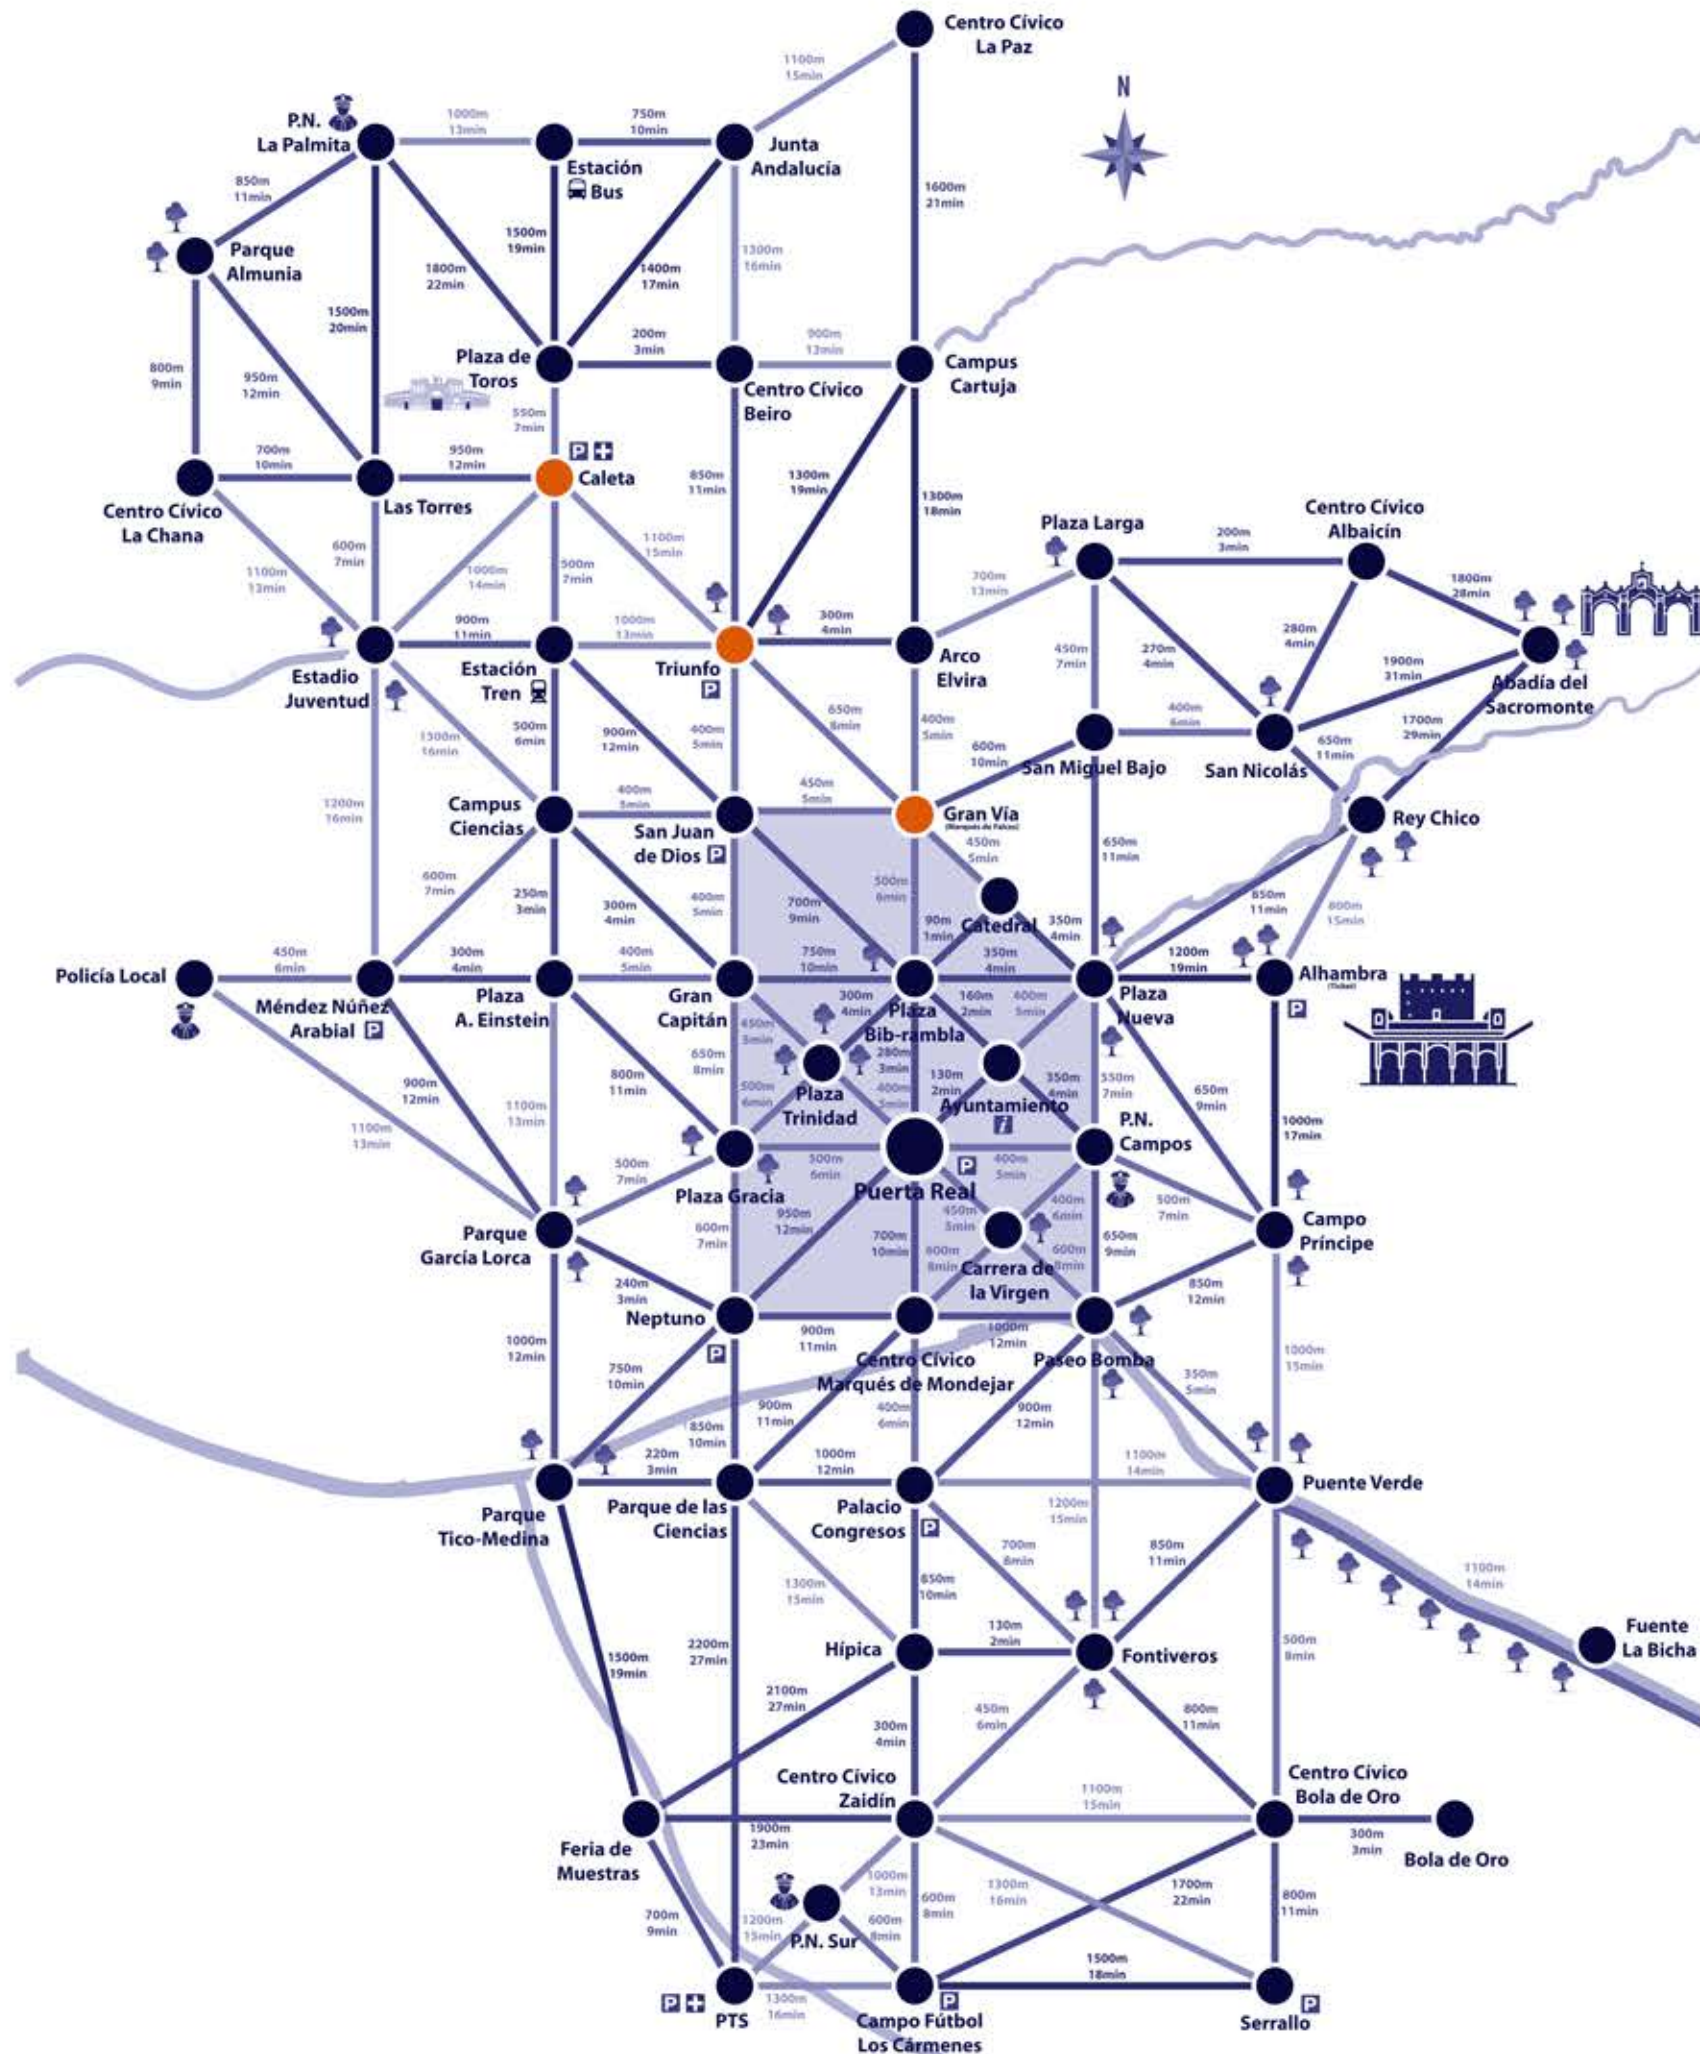 Centro Cívico
La Paz
1100m
15min
N
P.N.
La Palmita
1000m
13min
750m
10min
Junta
Andalucía
Estación
Bus
850m
11min
1600m
21min
Parque
Almunia
1500m
19min
1300m
16min
1800m
22min
1400m
17min
1500m
20min
200m
3min
900m
13min
Plaza de
Toros
Campus
Cartuja
800m
9min
950m
12min
Centro Cívico
Beiro
550m
7min
P
700m
10min
950m
12min
Caleta
850m
11min
1300m
19min
1300m
18min
Centro Cívico
La Chana
Las Torres
Plaza Larga
Centro Cívico
Albaicín
200m
3min
600m
7min
1100m
15min
1100m
13min
1000m
14min
500m
7min
700m
13min
1800m
28min
900m
11min
1000m
13min
300m
4min
450m
7min
270m
4min
280m
4min
1900m
31min
Estadio
Juventud
Estación
Tren
Triunfo
P
Arco
Elvira
Abadía del
Sacromonte
1300m
16min
500m
6min
900m
12min
400m
5min
650m
8min
400m
5min
600m
10min
400m
6min
650m
11min
1700m
29min
San Miguel Bajo
San Nicolás
1200m
16min
Campus
Ciencias
400m
5min
450m
5min
San Juan
de Dios P
Gran Vía
(Marqués de Falces)
Rey Chico
450m
5min
650m
11min
600m
7min
250m
3min
300m
4min
400m
5min
700m
9min
500m
6min
90m
1min
Catedral
350m
4min
850m
11min
800m
15min
Policía Local
450m
6min
300m
4min
400m
5min
750m
10min
350m
4min
1200m
19min
Alhambra
(Ticket)
P
Méndez Núñez
Arabial P
Plaza
A. Einstein
Gran
Capitán
300m
4min
Plaza
Bib-rambla
160m
2min
400m
5min
Plaza
Nueva
450m
5min
650m
8min
280m
3min
900m
12min
800m
11min
500m
6min
Plaza
Trinidad
400m
5min
130m
2min
Ayuntamiento
350m
4min
550m
7min
650m
9min
1100m
13min
1100m
13min
P.N.
Campos
1000m
17min
500m
7min
Plaza Gracia
500m
6min
Puerta Real
P
400m
5min
500m
7min
Parque
García Lorca
600m
7min
950m
12min
700m
10min
450m
5min
400m
6min
Campo
Príncipe
650m
9min
600m
8min
Carrera de
la Virgen
600m
8min
240m
3min
850m
12min
Neptuno
P
900m
11min
1000m
12min
1000m
12min
750m
10min
Centro Cívico
Marqués de Mondejar
Paseo Bomba
350m
5min
1000m
15min
850m
10min
900m
11min
400m
6min
900m
12min
220m
3min
1000m
12min
1100m
14min
Puente Verde
Parque
Tico-Medina
Parque de las
Ciencias
Palacio
Congresos P
1200m
15min
1300m
15min
850m
10min
700m
8min
850m
11min
1100m
14min
130m
2min
Hípica
Fontiveros
Fuente
La Bicha
1500m
19min
2200m
27min
2100m
27min
300m
4min
450m
6min
800m
11min
500m
8min
Centro Cívico
Zaidín
1100m
15min
Centro Cívico
Bola de Oro
1900m
23min
300m
3min
Bola de Oro
Feria de
Muestras
1000m
13min
600m
8min
1300m
16min
1700m
22min
800m
11min
700m
9min
1200m
15min
P.N. Sur
600m
8min
1500m
18min
P
PTS
1300m
16min
P
Campo Fútbol
Los Cármenes
P
Serrallo